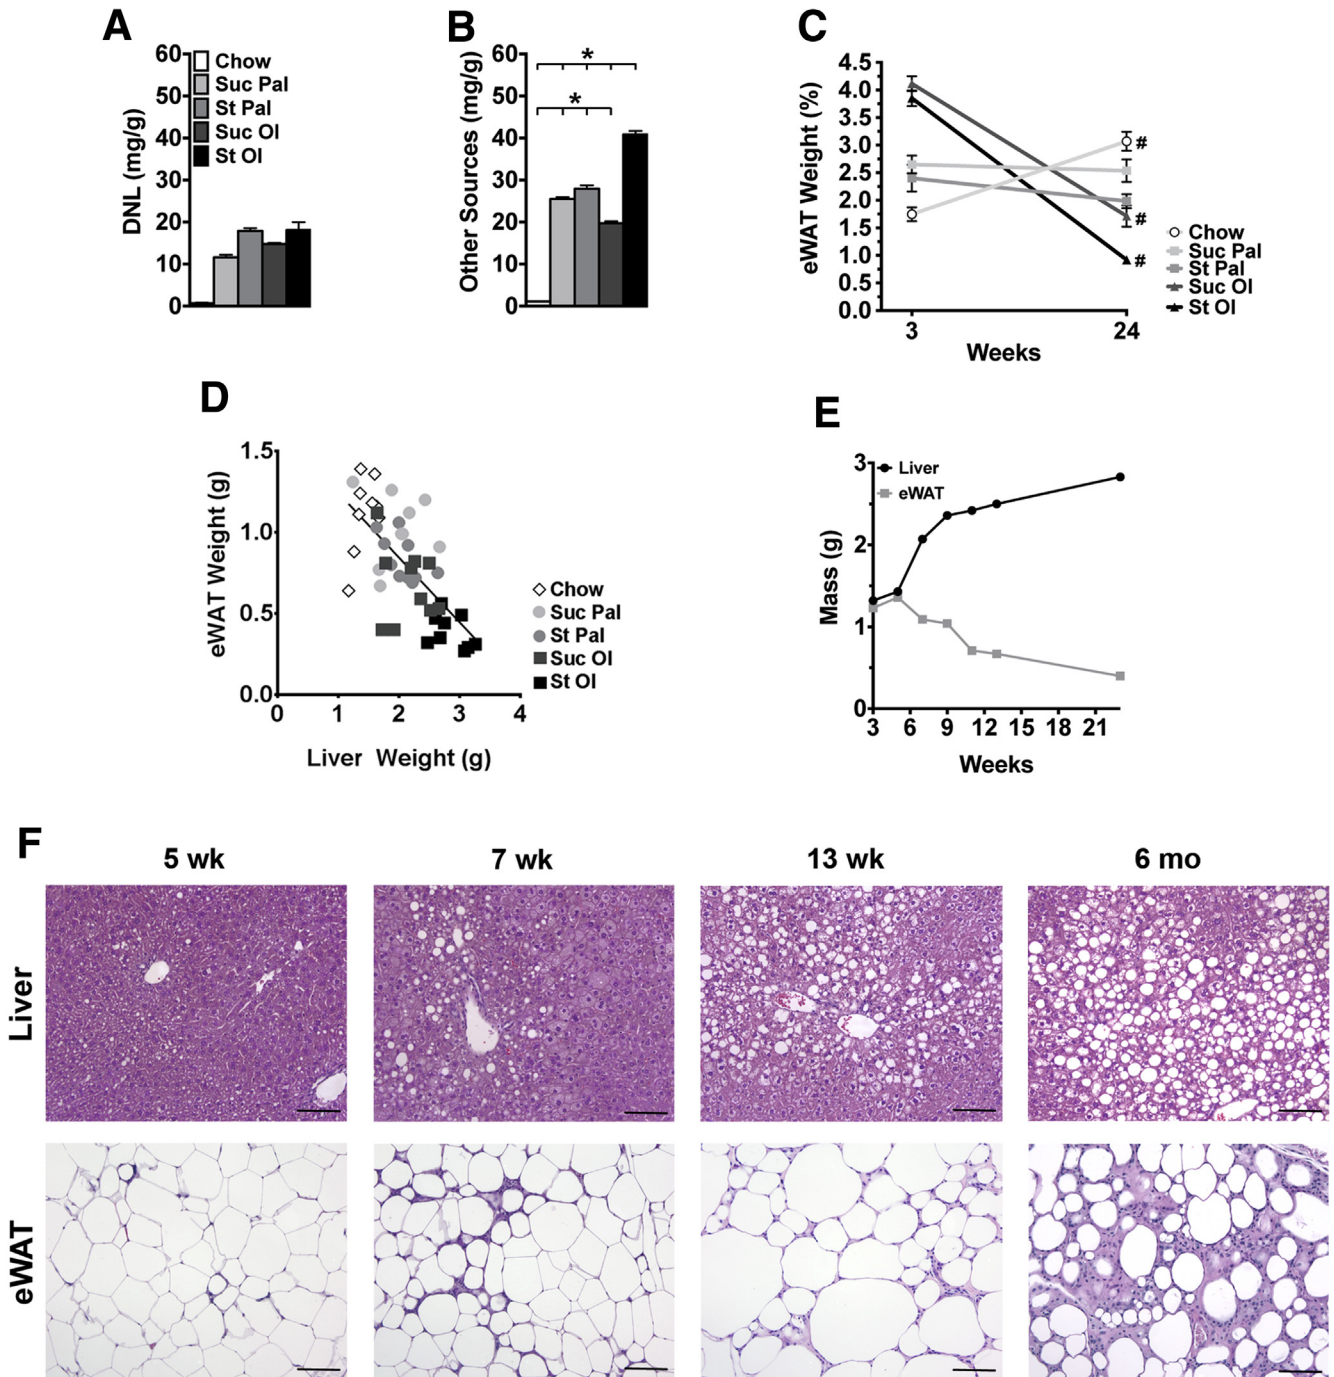 A
DNL (mg/g)
60
50
40
30
20
10
0
Chow
Suc Pal
St Pal
Suc Ol
St Ol
B
Other Sources (mg/g)
60
50
40
30
20
10
0
*
*
C
eWAT Weight (%)
4.5
4.0
3.5
3.0
2.5
2.0
1.5
1.0
0.5
0.0
#
#
#
3
24
Weeks
Chow
Suc Pal
St Pal
Suc Ol
St Ol
D
eWAT Weight (g)
1.5
1.0
0.5
0.0
0
1
2
3
4
Liver Weight (g)
Chow
Suc Pal
St Pal
Suc Ol
St Ol
E
Mass (g)
3
2
1
0
Liver
eWAT
3 6 9 12 15 18 21
Weeks
F
5 wk
7 wk
13 wk
6 mo
Liver
eWAT